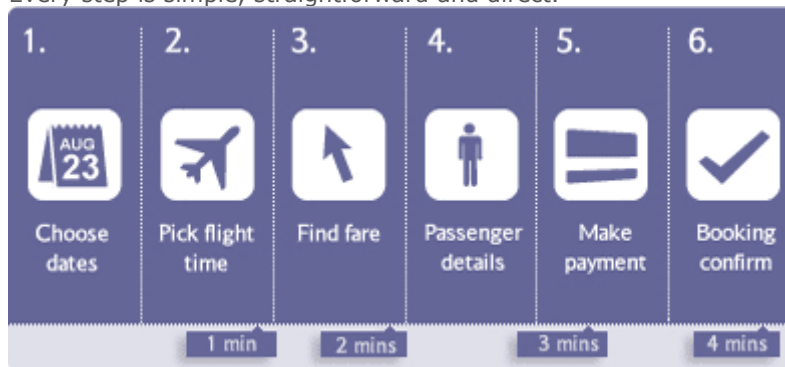 Every step is simple, straightforward and direct.
1.
2.
3.
4.
5.
6.
AUG
23
Choose
dates
Pick flight
time
Find fare
Passenger
details
Make
payment
Booking
confirm
1 min
2 mins
3 mins
4 mins